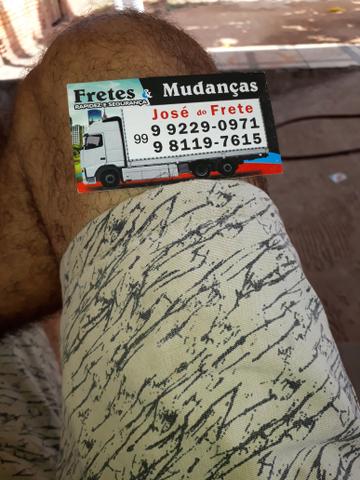 Fretes & Mudanças
RAPIDEZ e SEGURANÇA
José do Frete
99 9 9229-0971
9 8119-7615